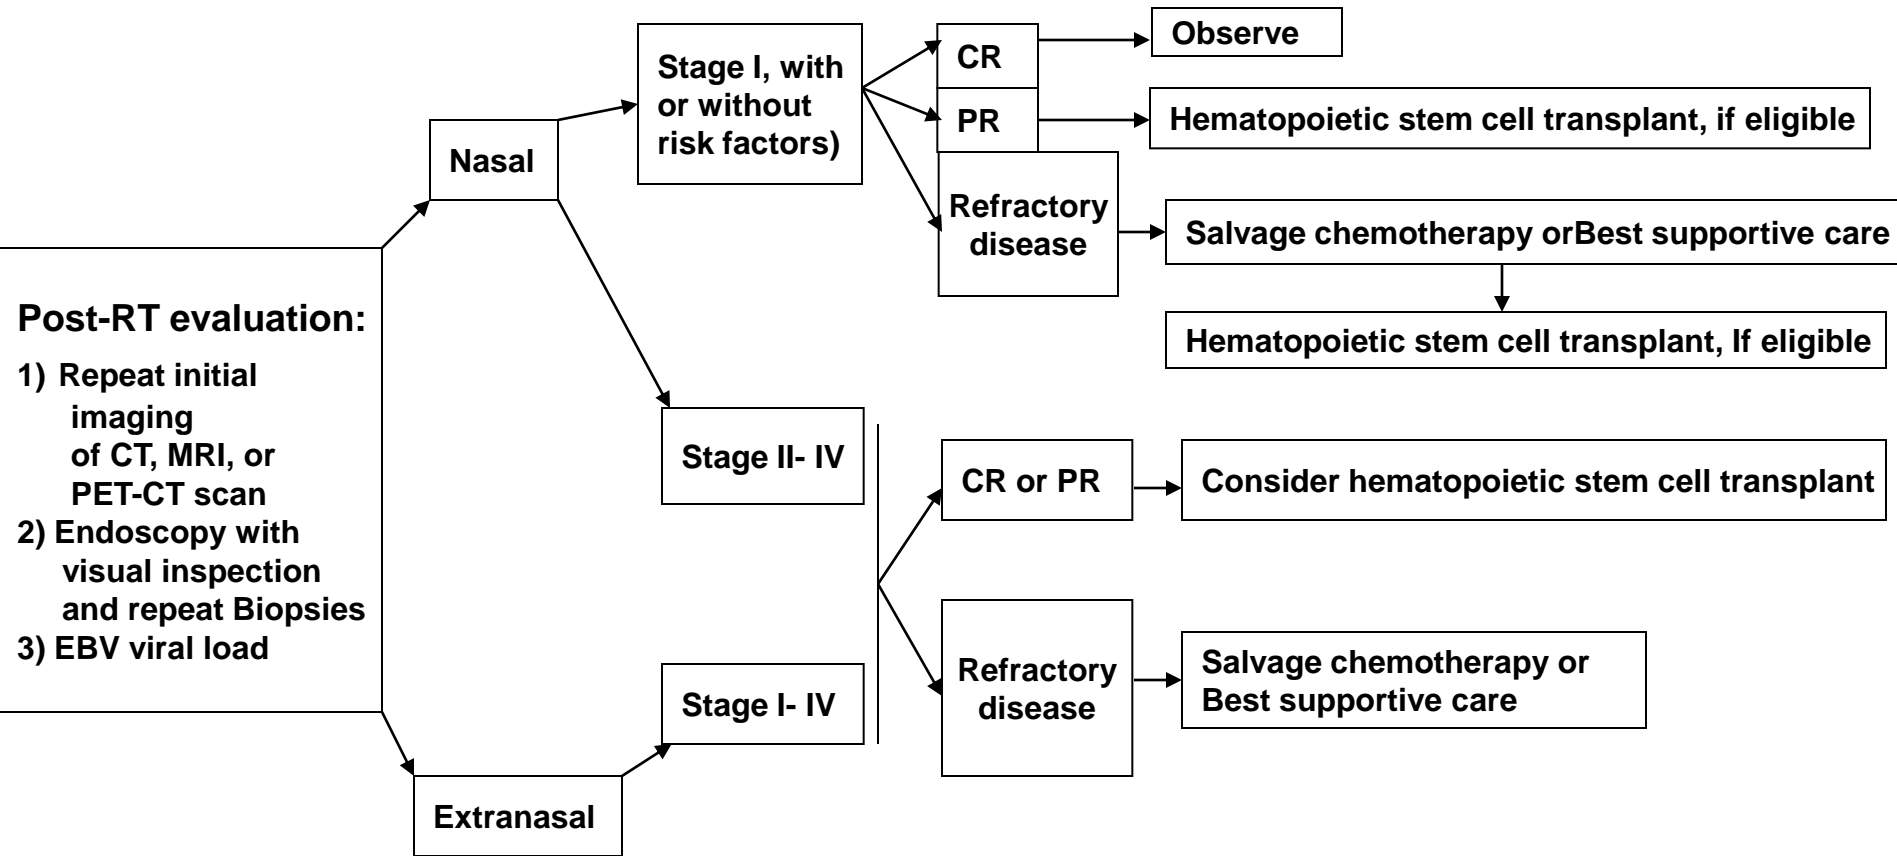 Post-RT evaluation:
1) Repeat initial
imaging
of CT, MRI, or
PET-CT scan
2) Endoscopy with
visual inspection
and repeat Biopsies
3) EBV viral load
Nasal
Extranasal
Stage I, with
or without
risk factors)
CR
PR
Refractory
disease
Observe
Hematopoietic stem cell transplant, if eligible
Salvage chemotherapy orBest supportive care
Hematopoietic stem cell transplant, If eligible
Stage II- IV
Stage I- IV
CR or PR
Consider hematopoietic stem cell transplant
Refractory
disease
Salvage chemotherapy or
Best supportive care